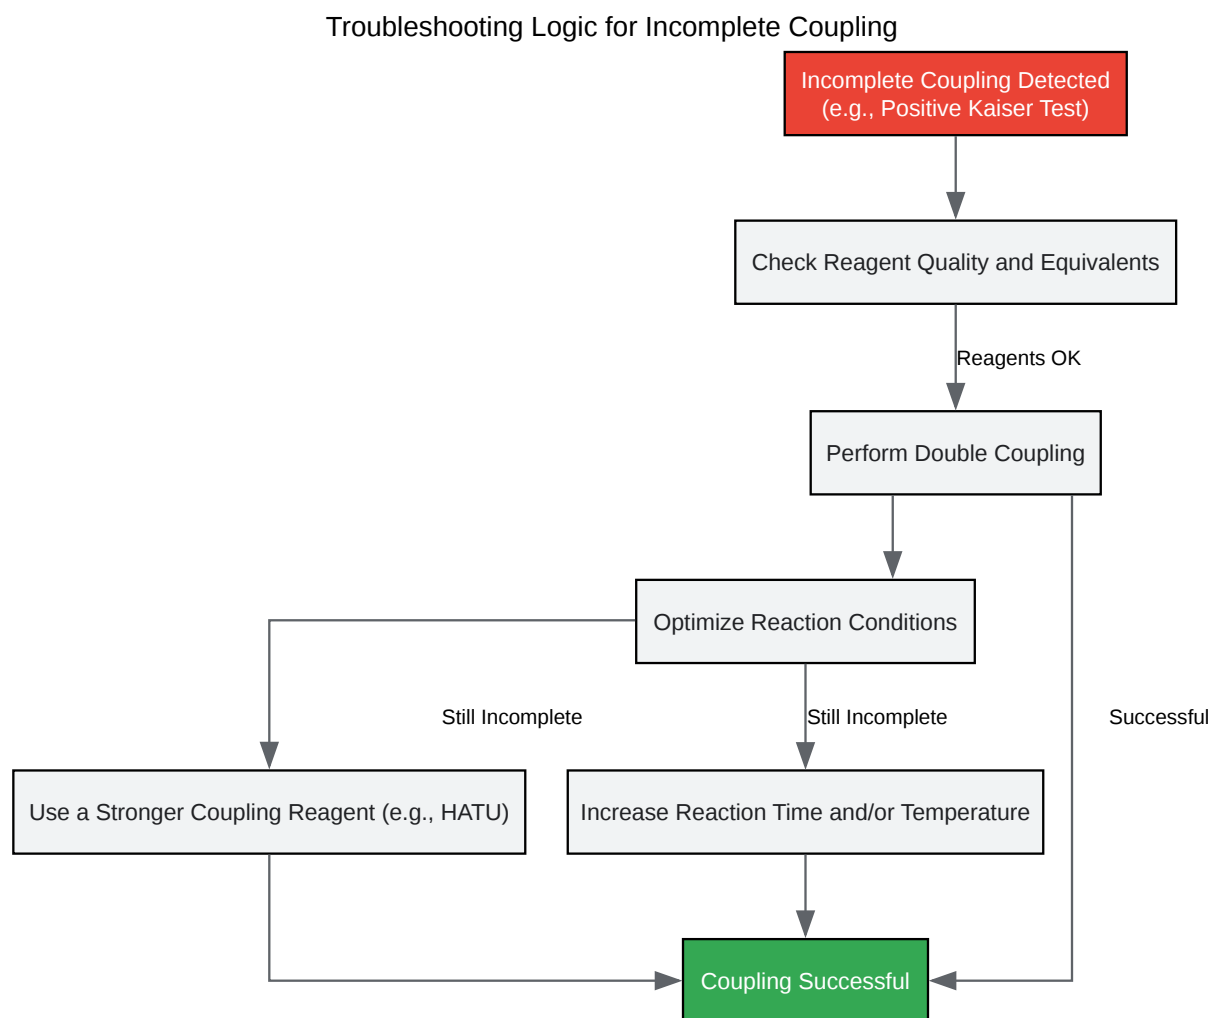 Troubleshooting Logic for Incomplete Coupling
Incomplete Coupling Detected
(e.g., Positive Kaiser Test)
Check Reagent Quality and Equivalents
Reagents OK
Perform Double Coupling
Optimize Reaction Conditions
Still Incomplete
Still Incomplete
Successful
Use a Stronger Coupling Reagent (e.g., HATU)
Increase Reaction Time and/or Temperature
Coupling Successful